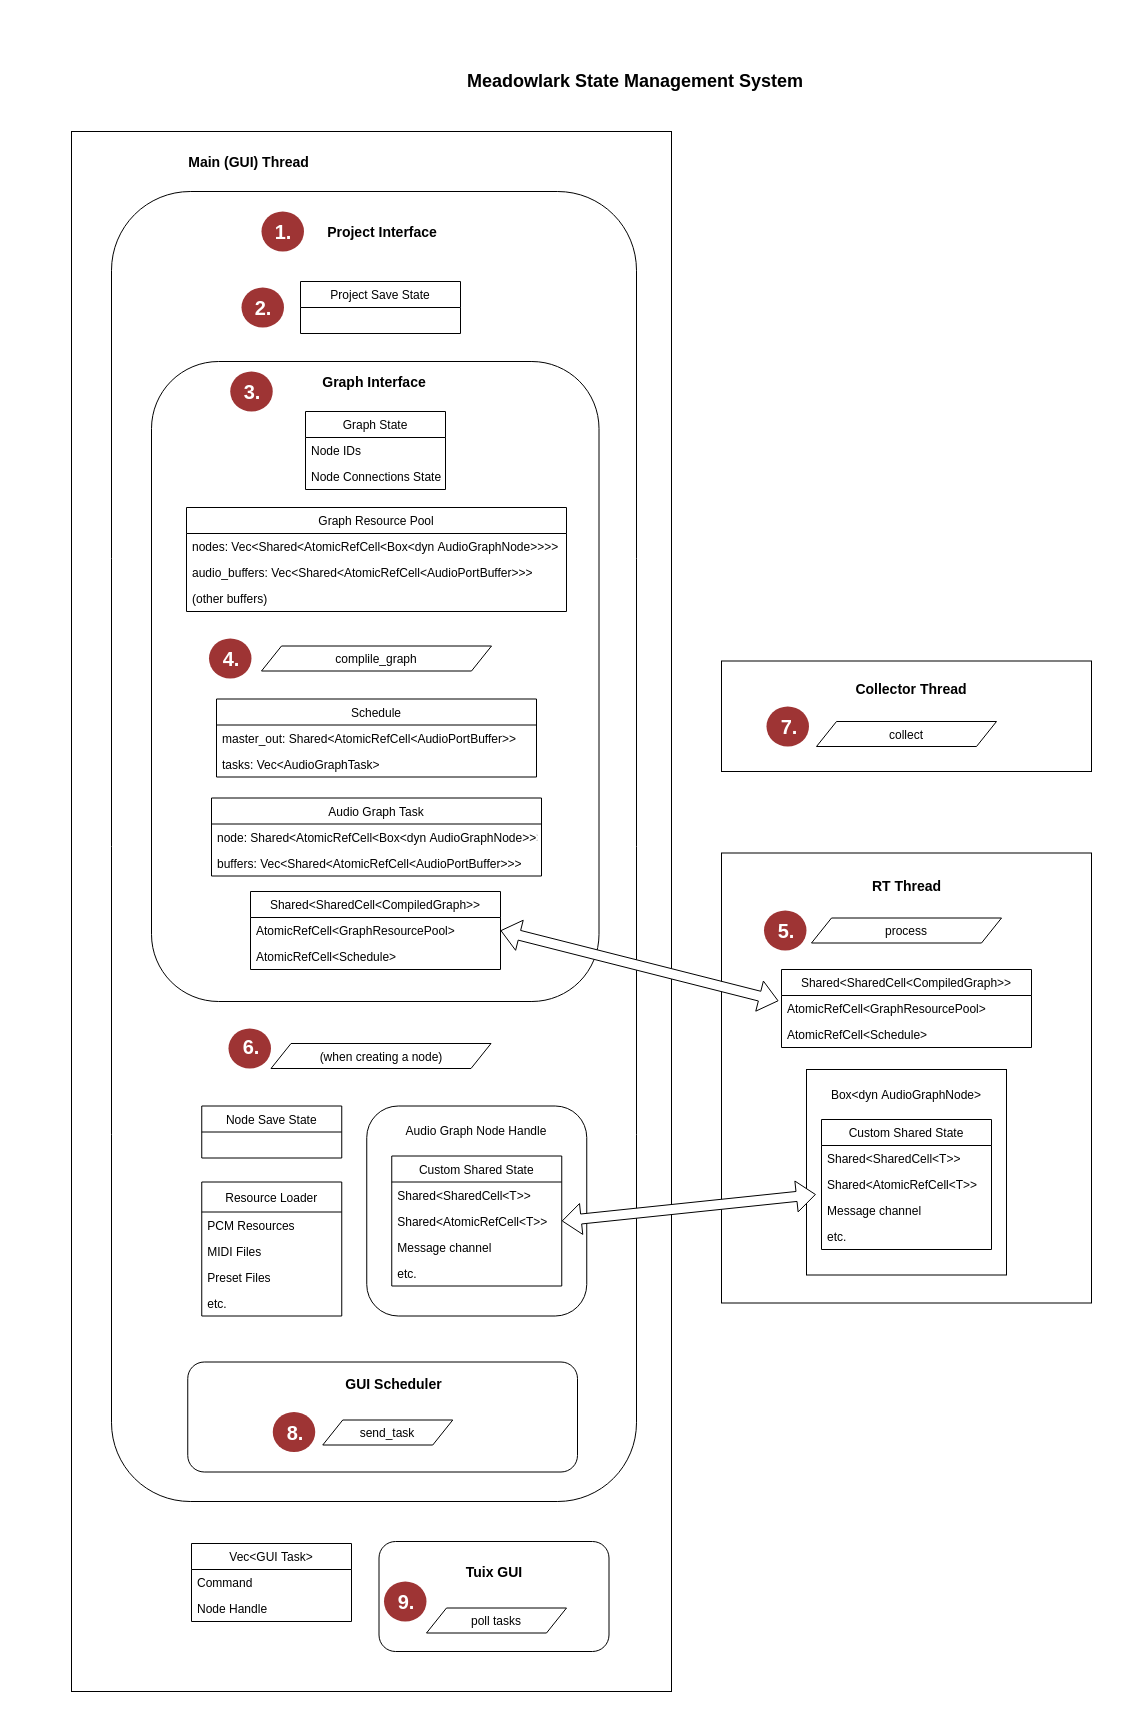 Meadowlark State Management System
Main (GUI) Thread
1.
Project Interface
2.
Project Save State
3.
Graph Interface
Graph State
Node IDs
Node Connections State
Graph Resource Pool
nodes: Vec<Shared<AtomicRefCell<Box<dyn AudioGraphNode>>>>
audio_buffers: Vec<Shared<AtomicRefCell<AudioPortBuffer>>>
(other buffers)
4.
complile_graph
Schedule
master_out: Shared<AtomicRefCell<AudioPortBuffer>>
tasks: Vec<AudioGraphTask>
Audio Graph Task
node: Shared<AtomicRefCell<Box<dyn AudioGraphNode>>
buffers: Vec<Shared<AtomicRefCell<AudioPortBuffer>>>
Shared<SharedCell<CompiledGraph>>
AtomicRefCell<GraphResourcePool>
AtomicRefCell<Schedule>
6.
(when creating a node)
Node Save State
Resource Loader
PCM Resources
MIDI Files
Preset Files
etc.
Audio Graph Node Handle
Custom Shared State
Shared<SharedCell<T>>
Shared<AtomicRefCell<T>>
Message channel
etc.
GUI Scheduler
8.
send_task
Vec<GUI Task>
Command
Node Handle
Tuix GUI
9.
poll tasks
Collector Thread
7.
collect
RT Thread
5.
process
Shared<SharedCell<CompiledGraph>>
AtomicRefCell<GraphResourcePool>
AtomicRefCell<Schedule>
Box<dyn AudioGraphNode>
Custom Shared State
Shared<SharedCell<T>>
Shared<AtomicRefCell<T>>
Message channel
etc.